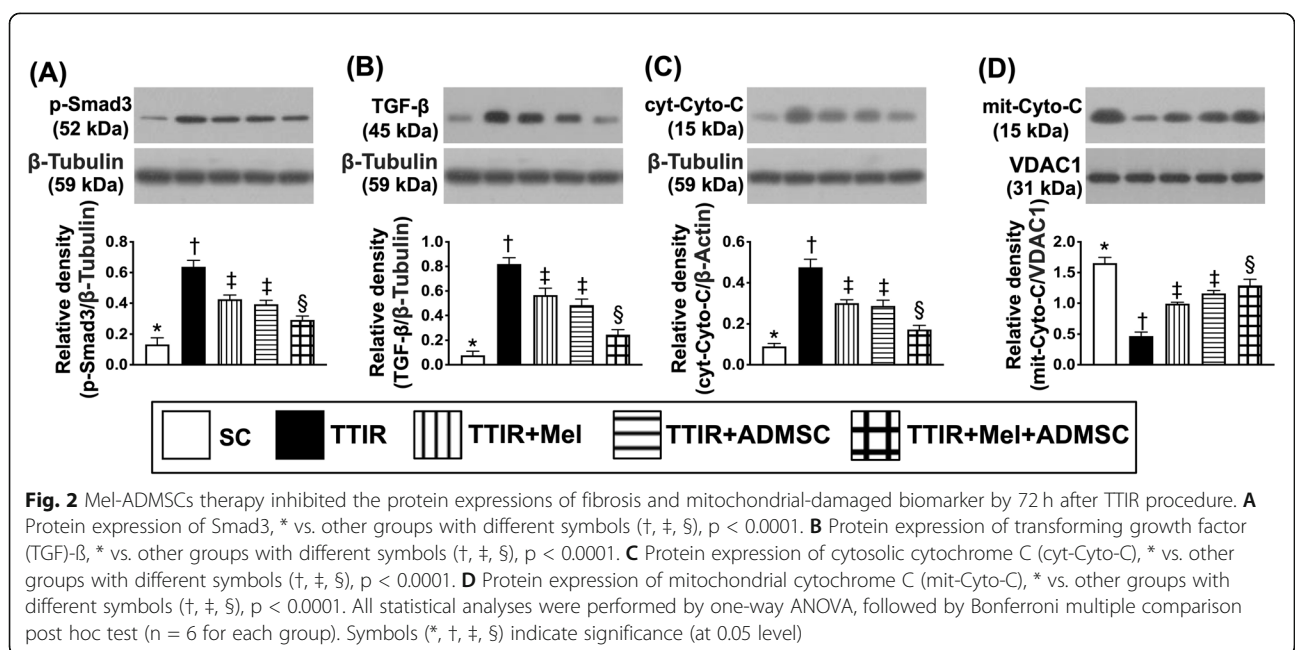 (A)
p-Smad3
(52 kDa)
β-Tubulin
(59 kDa)
Relative density
(p-Smad3/β-Tubulin)
0.8
0.6
0.4
0.2
0.0
*
†
‡
‡
§
(B)
TGF-β
(45 kDa)
β-Tubulin
(59 kDa)
Relative density
(TGF-β/β-Tubulin)
1.0
0.8
0.6
0.4
0.2
0.0
*
†
‡
‡
§
(C)
cyt-Cyto-C
(15 kDa)
β-Tubulin
(59 kDa)
Relative density
(cyt-Cyto-C/β-Actin)
0.6
0.4
0.2
0.0
*
†
‡
‡
§
(D)
mit-Cyto-C
(15 kDa)
VDAC1
(31 kDa)
Relative density
(mit-Cyto-C/VDAC1)
2.0
1.5
1.0
0.5
0.0
*
†
‡
‡
§
SC TTIR TTIR+Mel TTIR+ADMSC TTIR+Mel+ADMSC
Fig. 2 Mel-ADMSCs therapy inhibited the protein expressions of fibrosis and mitochondrial-damaged biomarker by 72 h after TTIR procedure. A
Protein expression of Smad3, * vs. other groups with different symbols (†, ‡, §), p < 0.0001. B Protein expression of transforming growth factor
(TGF)-ß, * vs. other groups with different symbols (†, ‡, §), p < 0.0001. C Protein expression of cytosolic cytochrome C (cyt-Cyto-C), * vs. other
groups with different symbols (†, ‡, §), p < 0.0001. D Protein expression of mitochondrial cytochrome C (mit-Cyto-C), * vs. other groups with
different symbols (†, ‡, §), p < 0.0001. All statistical analyses were performed by one-way ANOVA, followed by Bonferroni multiple comparison
post hoc test (n = 6 for each group). Symbols (*, †, ‡, §) indicate significance (at 0.05 level)